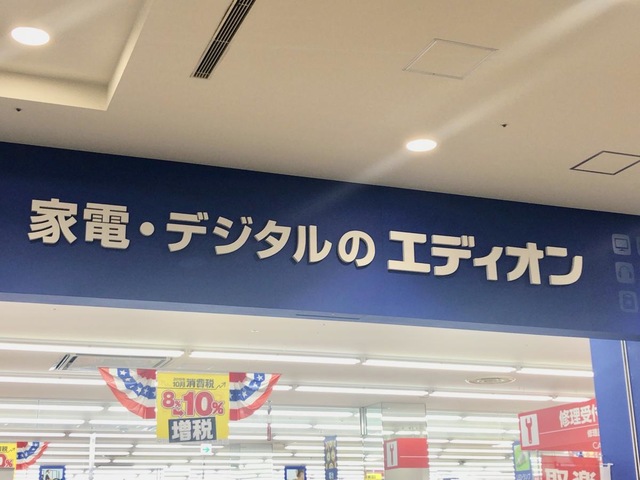 家電・デジタルの エディオン
10月 消費税
8%
10%
増税
修理受付